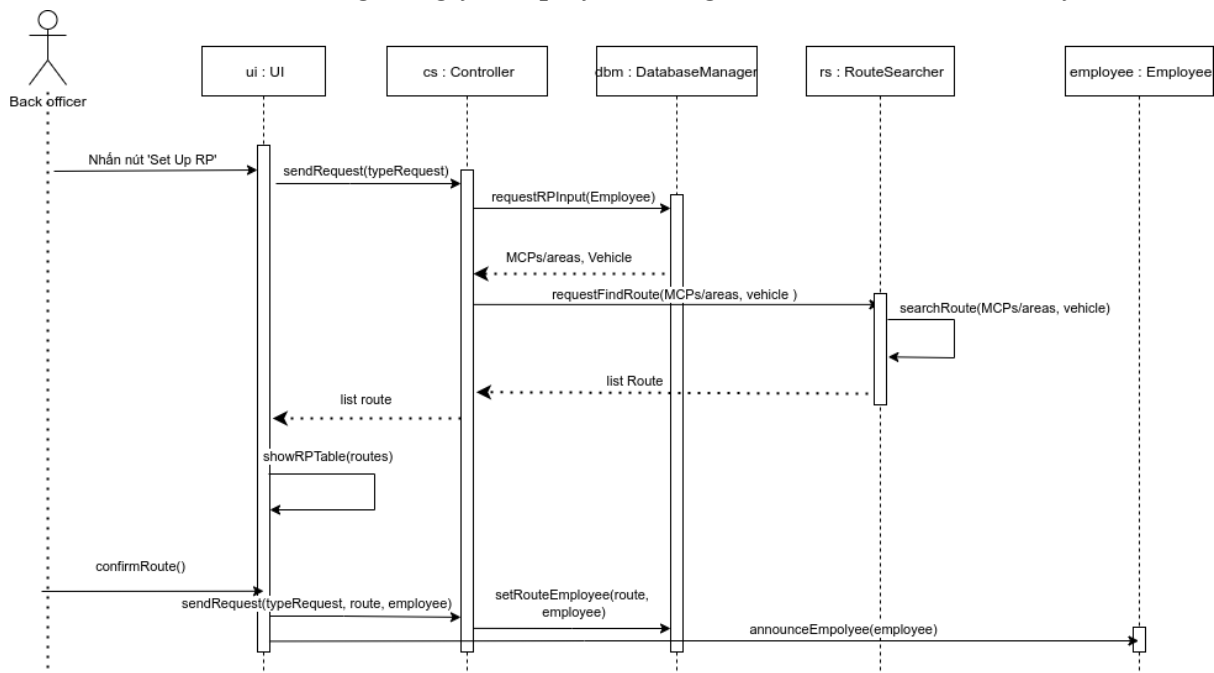 ui : UI
cs : Controller
dbm : DatabaseManager
rs : RouteSearcher
employee : Employee
Back officer
Nhấn nút 'Set Up RP'
sendRequest(typeRequest)
requestRPInput(Employee)
MCPs/areas, Vehicle
requestFindRoute(MCPs/areas, vehicle )
searchRoute(MCPs/areas, vehicle)
list Route
list route
showRPTable(routes)
confirmRoute()
sendRequest(typeRequest, route, employee)
setRouteEmployee(route,
employee)
announceEmpolyee(employee)